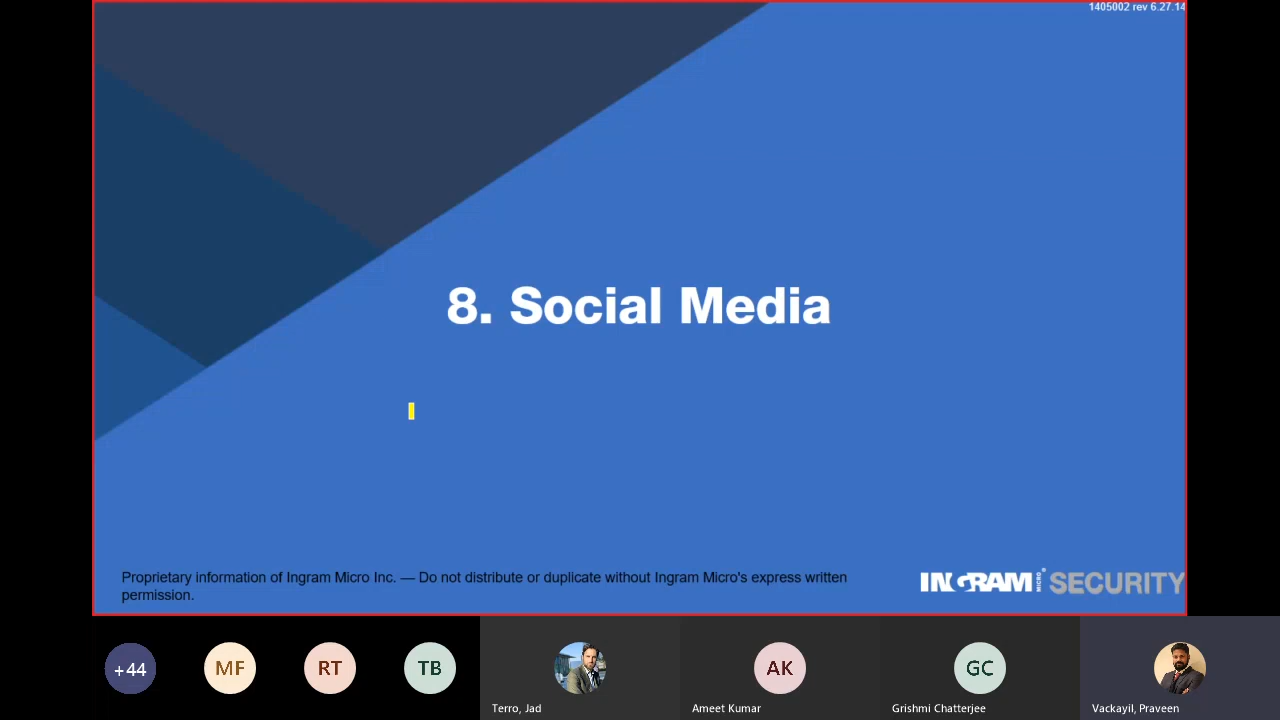 1405002 rev 6.27.14
8. Social Media
Proprietary information of Ingram Micro Inc. — Do not distribute or duplicate without Ingram Micro's express written
permission.
INGRAM MICRO® SECURITY
+44
MF
RT
TB
AK
GC
Terro, Jad
Ameet Kumar
Grishmi Chatterjee
Vackayil, Praveen